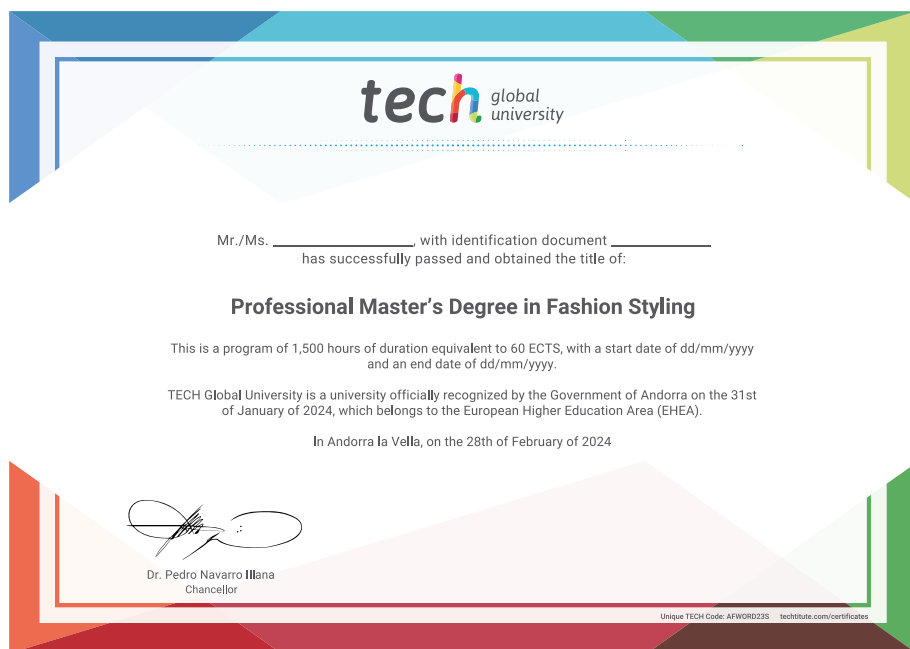 tech global university
Mr./Ms. ____________, with identification document ____________
has successfully passed and obtained the title of:
Professional Master’s Degree in Fashion Styling
This is a program of 1,500 hours of duration equivalent to 60 ECTS, with a start date of dd/mm/yyyy
and an end date of dd/mm/yyyy.
TECH Global University is a university officially recognized by the Government of Andorra on the 31st
of January of 2024, which belongs to the European Higher Education Area (EHEA).
In Andorra la Vella, on the 28th of February of 2024
Dr. Pedro Navarro Illana
Chancellor
Unique TECH Code: AFWORD23S techtitute.com/certificates